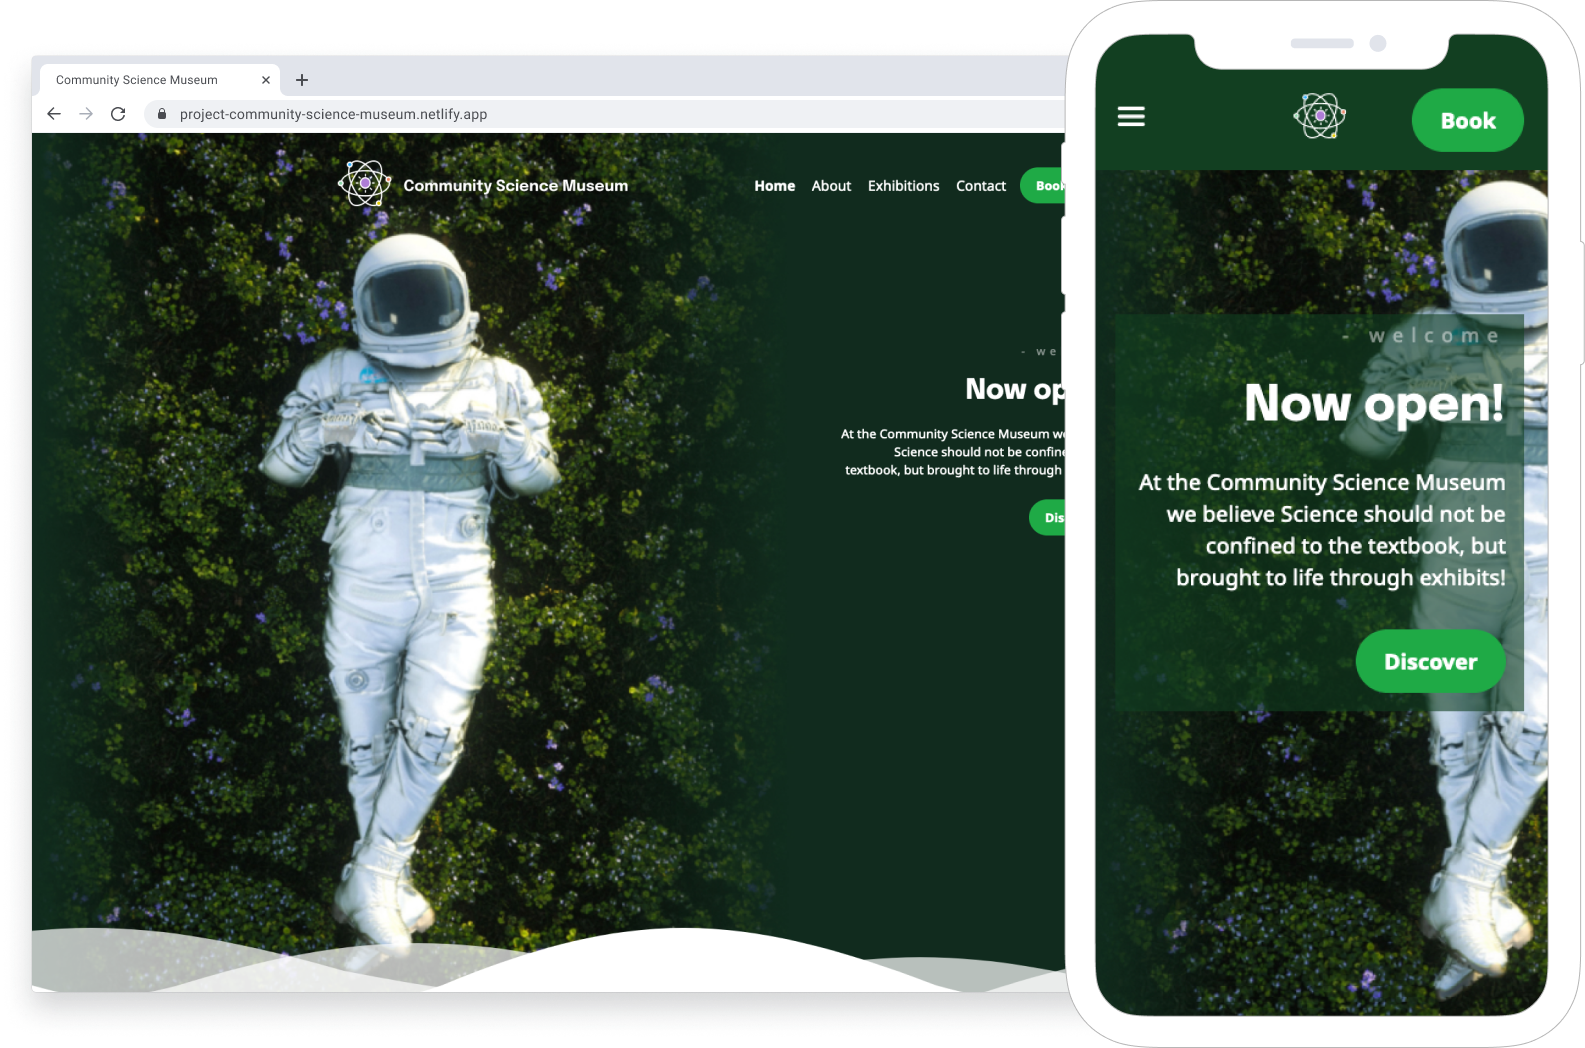 Community Science Museum
project-community-science-museum.netlify.app
Community Science Museum
Home About Exhibitions Contact
- we
Now op
At the Community Science Museum
Science should not be
textbook, but brought to life through
Book
- welcome
Now open!
At the Community Science Museum
we believe Science should not be
confined to the textbook, but
brought to life through exhibits!
Discover